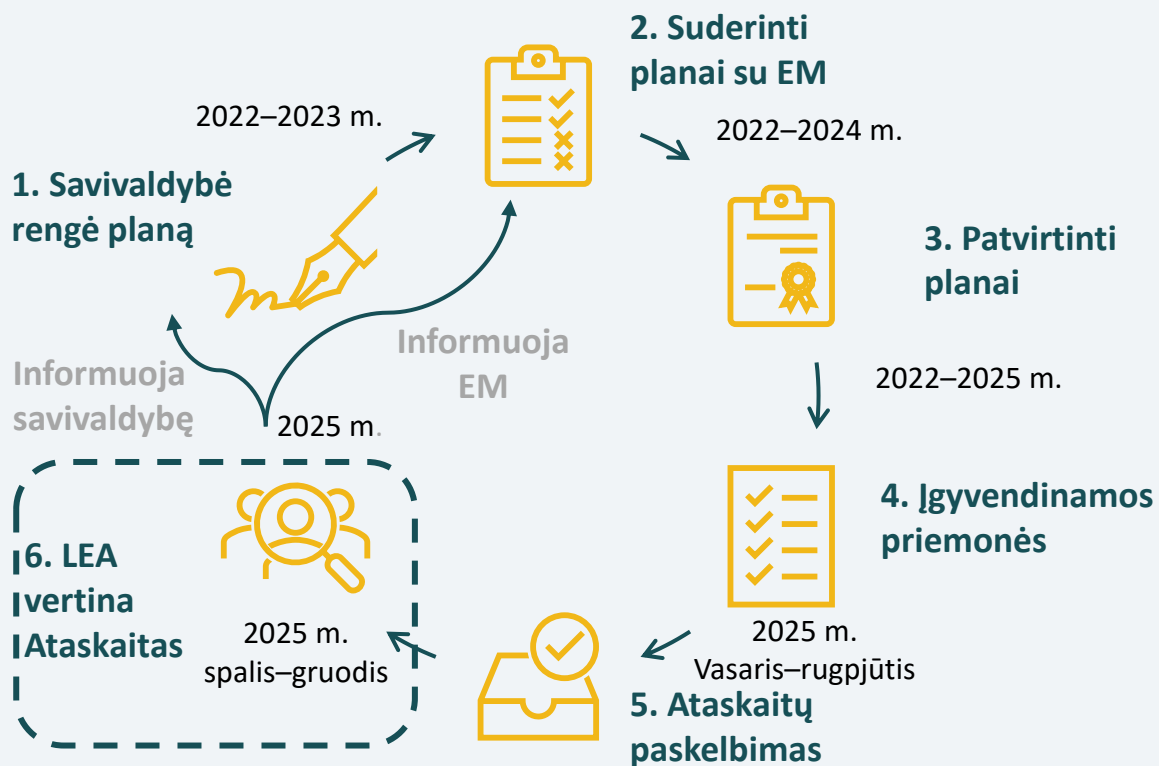 2. Suderinti
planai su EM
2022–2023 m.
2022–2024 m.
1. Savivaldybė
rengė planą
3. Patvirtinti
planai
Informuoja
EM
Informuoja
savivaldybę
2022–2025 m.
2025 m.
4. Įgyvendinamos
priemonės
6. LEA
vertina
Ataskaitas
2025 m.
spalis–gruodis
2025 m.
Vasaris–rugpjūtis
5. Ataskaitų
paskelbimas